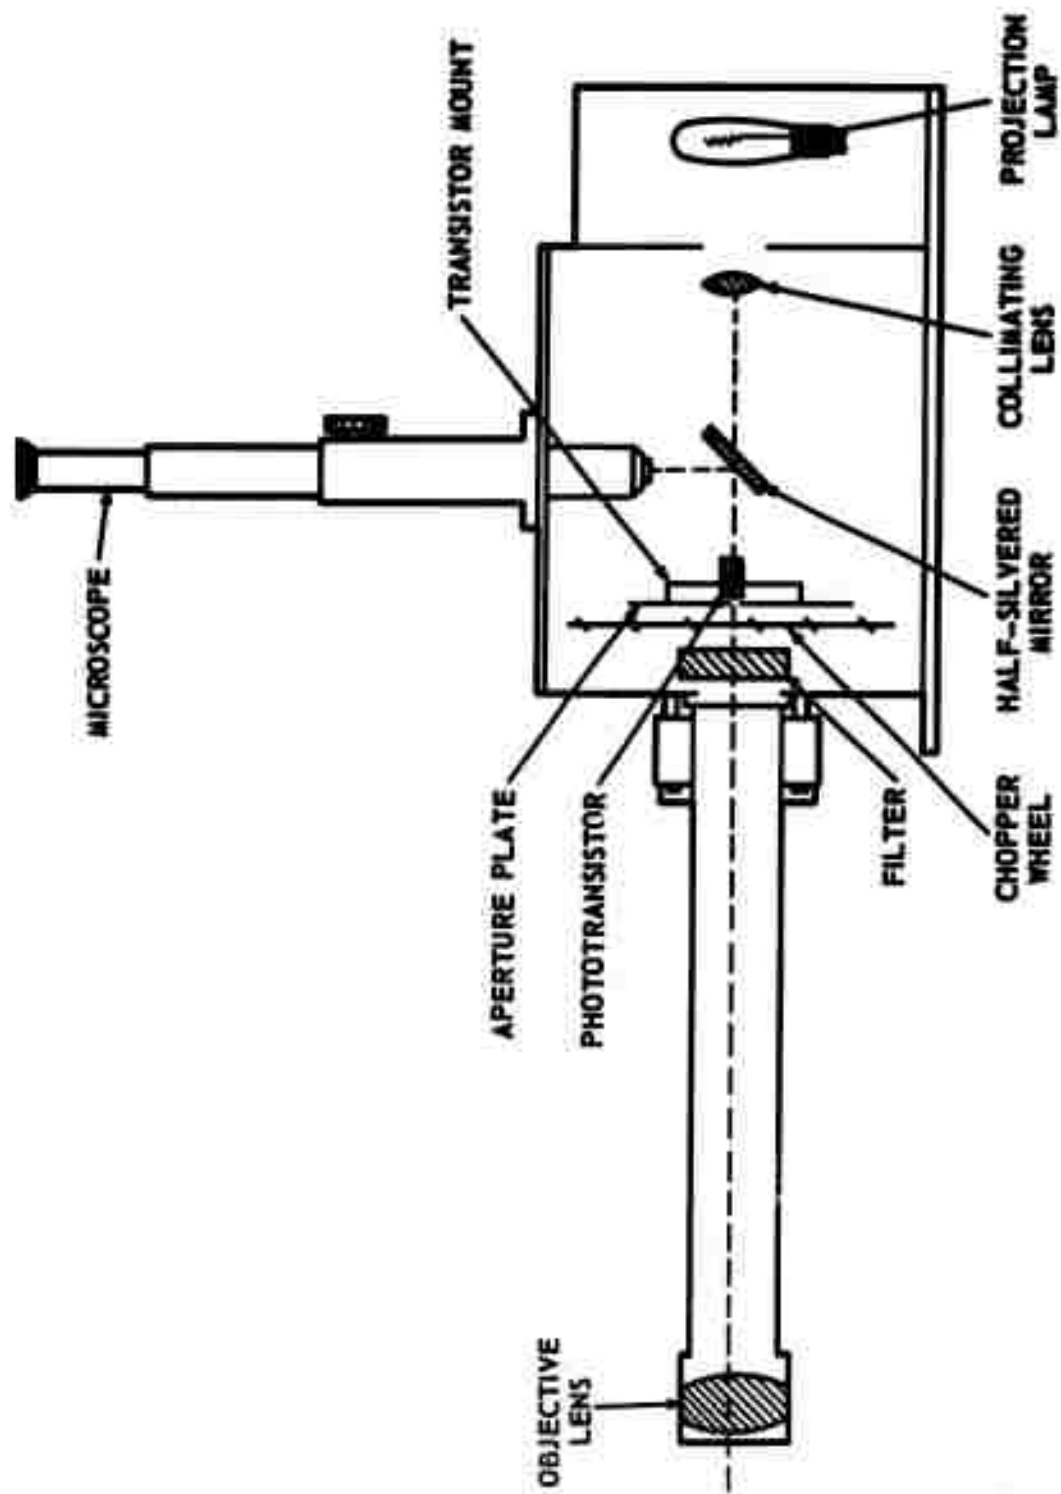 MICROSCOPE
TRANSISTOR MOUNT
APERTURE PLATE
PHOTOTRANSISTOR
OBJECTIVE
LENS
FILTER
CHOPPER
WHEEL
HALF-SILVERED
MIRROR
COLLIMATING
LENS
PROJECTION
LAMP